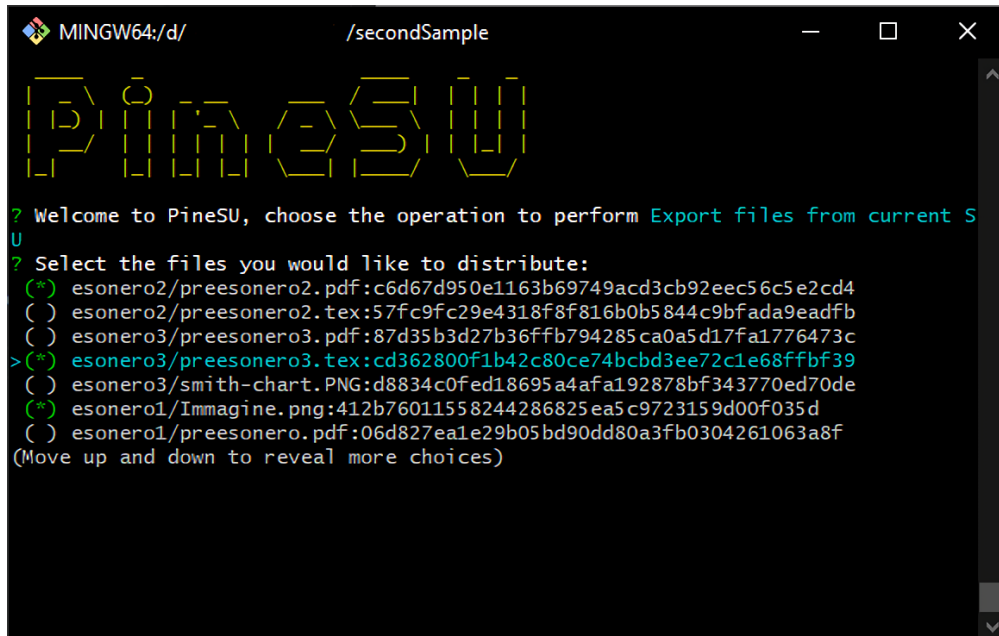 MINGW64:/d/ /secondSample
PineSU
? Welcome to PineSU, choose the operation to perform Export files from current S
U
? Select the files you would like to distribute:
(*) esonero2/preesonero2.pdf:c6d67d950e1163b69749acd3cb92eec56c5e2cd4
( ) esonero2/preesonero2.tex:57fc9fc29e4318f8f816b0b5844c9bfada9eadfb
( ) esonero3/preesonero3.pdf:87d35b3d27b36ffb794285ca0a5d17fa1776473c
>(*) esonero3/preesonero3.tex:cd362800f1b42c80ce74bcbd3ee72c1e68ffbf39
( ) esonero3/smith-chart.PNG:d8834c0fed18695a4afa192878bf343770ed70de
(*) esonero1/Immagine.png:412b76011558244286825ea5c9723159d00f035d
( ) esonero1/preesonero.pdf:06d827ea1e29b05bd90dd80a3fb0304261063a8f
(Move up and down to reveal more choices)